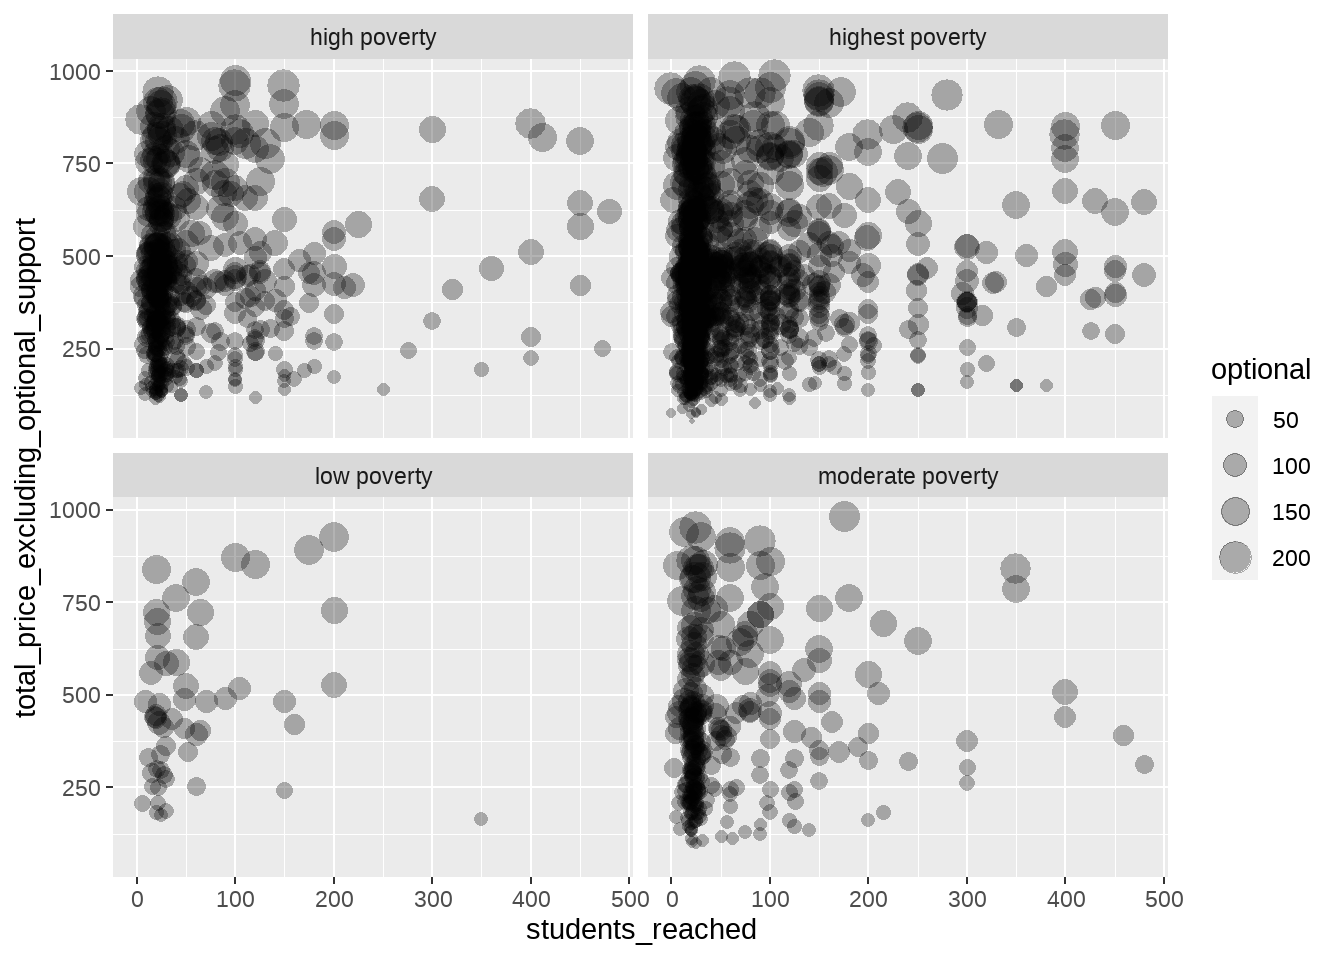 high poverty
highest poverty
1000
750
500
250
low poverty
moderate poverty
1000
750
500
250
0 100 200 300 400 500
0 100 200 300 400 500
students_reached
total_price_excluding_optional_support
optional
50
100
150
200